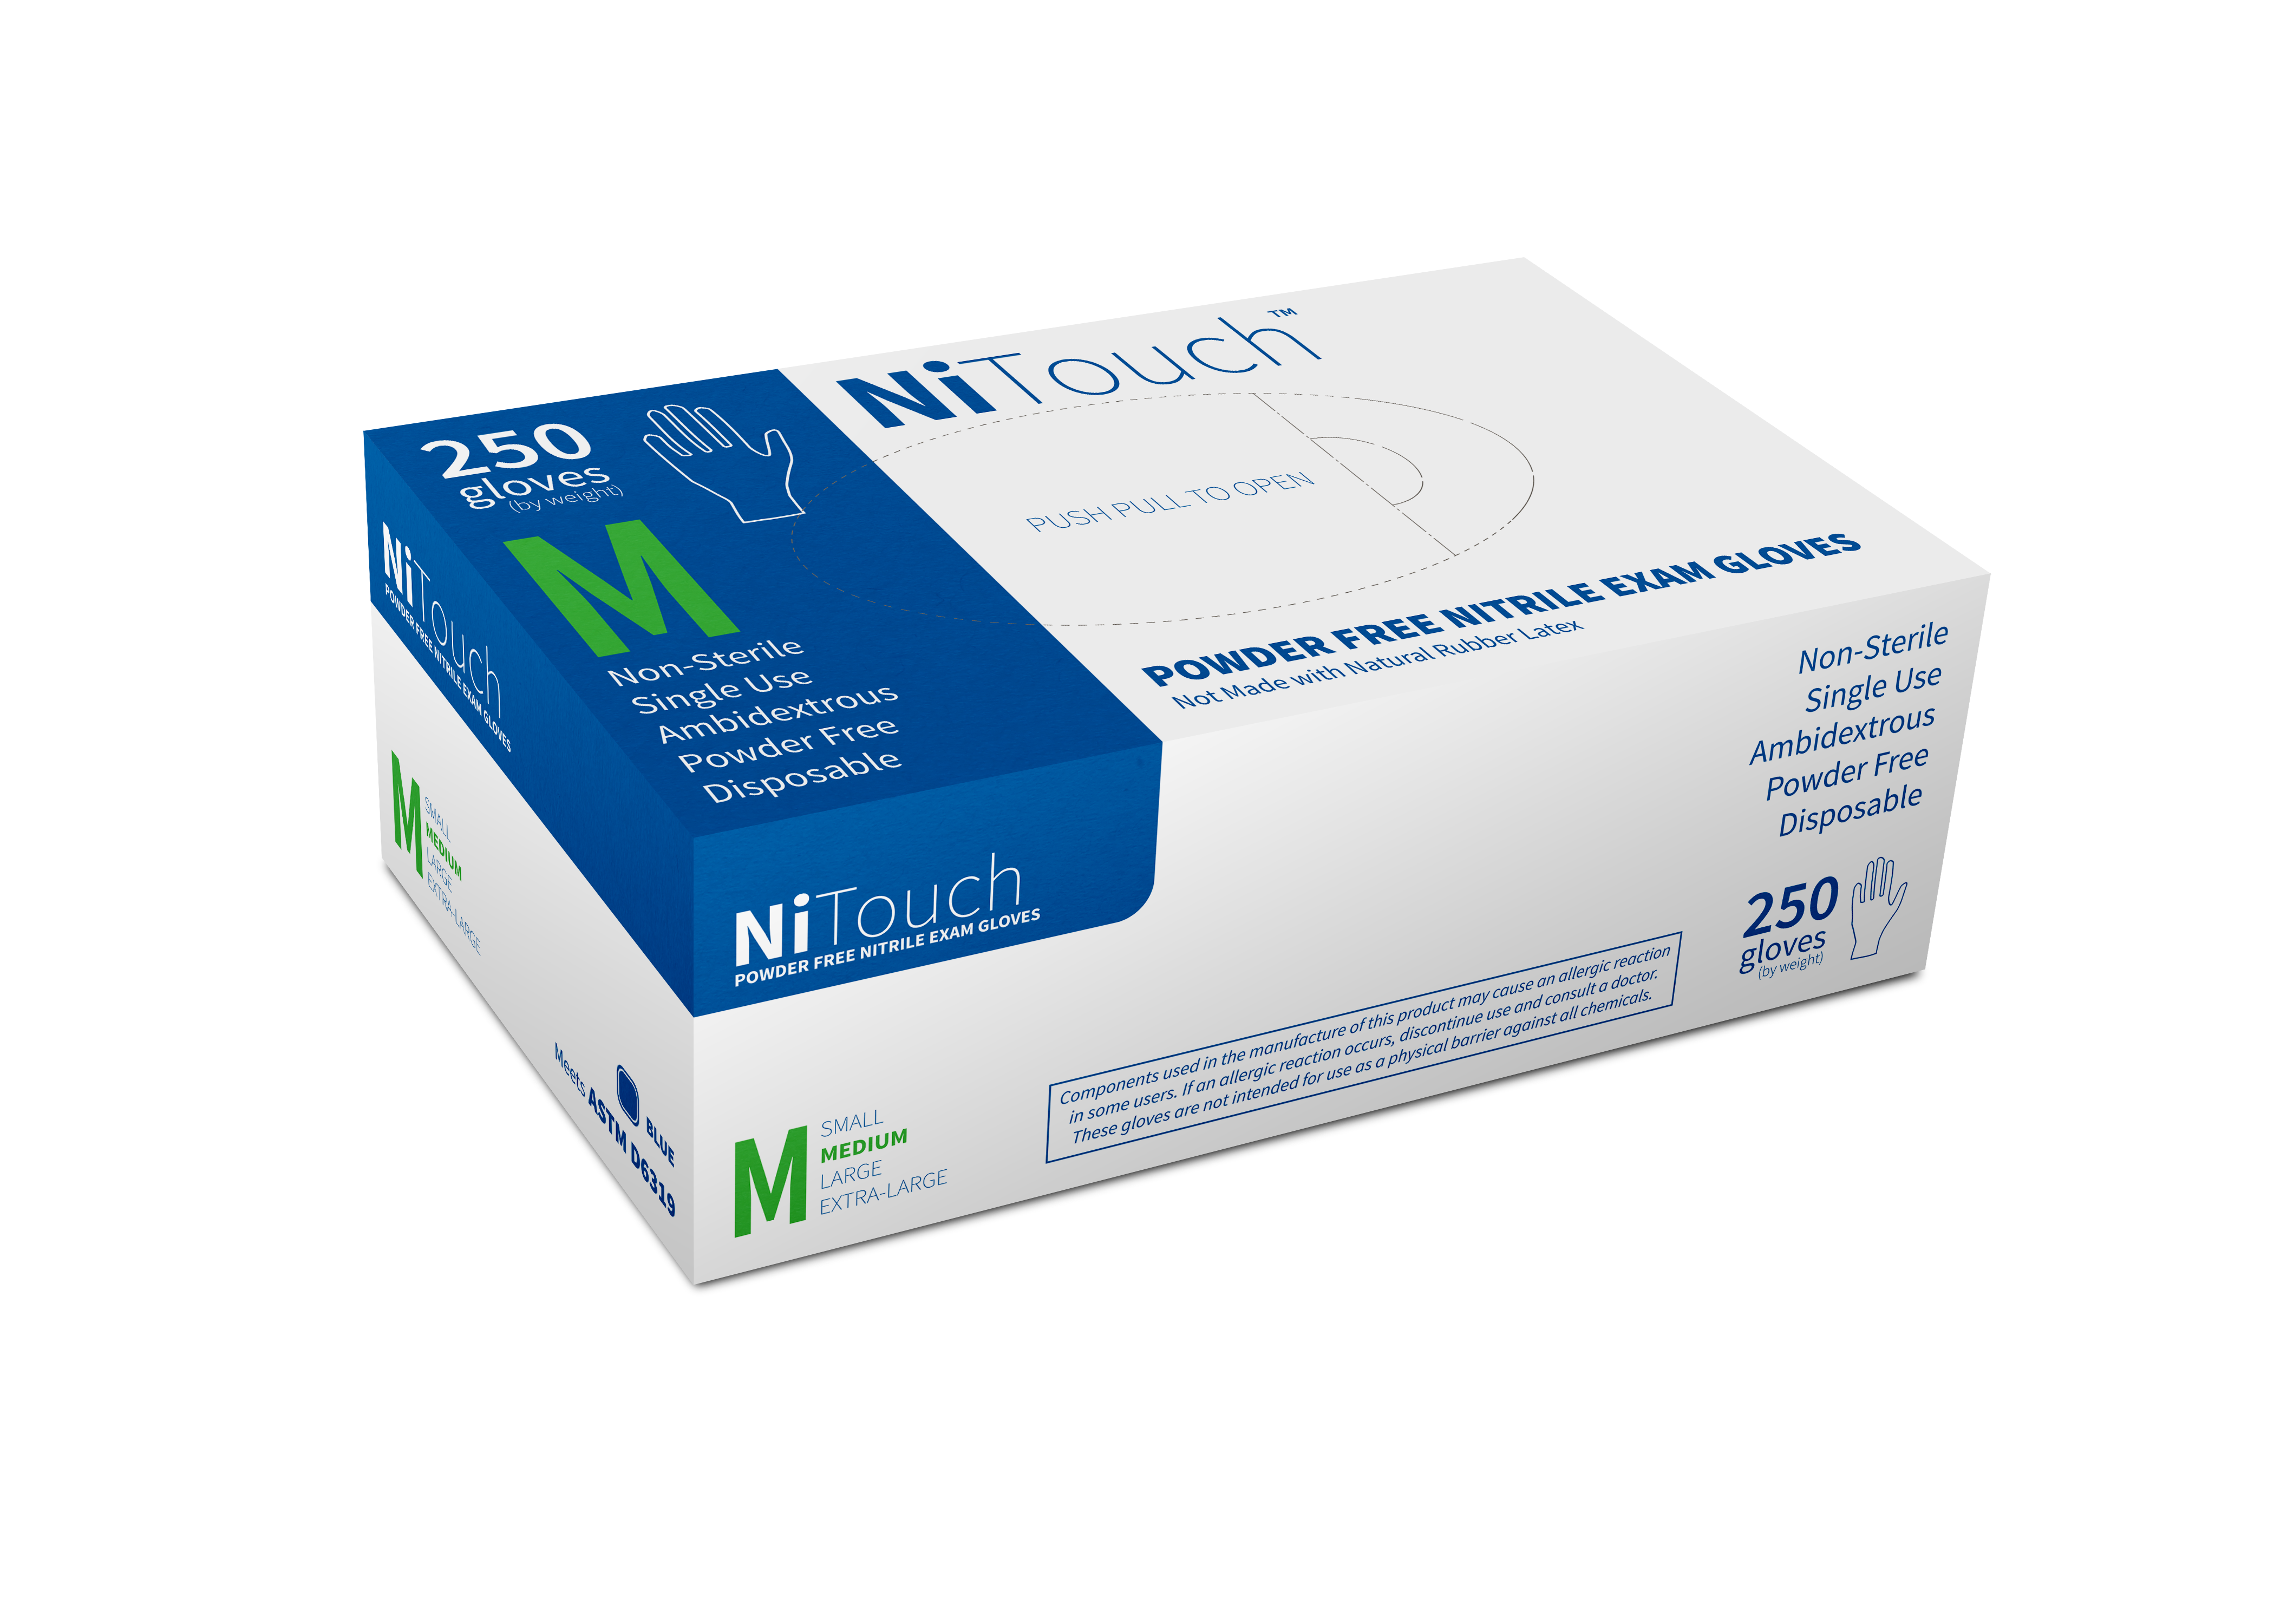 250
gloves
(by weight)
M
Non-Sterile
Single Use
Ambidextrous
Powder Free
Disposable
NiTouch™
PUSH PULL TO OPEN
POWDER FREE NITRILE EXAM GLOVES
Not Made with Natural Rubber Latex
NiTouch
POWDER FREE NITRILE EXAM GLOVES
M
SMALL
MEDIUM
LARGE
EXTRA-LARGE
BLUE
Meets ASTM D6319
NiTouch
POWDER FREE NITRILE EXAM GLOVES
M
SMALL
MEDIUM
LARGE
EXTRA-LARGE
Components used in the manufacture of this product may cause an allergic reaction
in some users. If an allergic reaction occurs, discontinue use and consult a doctor.
These gloves are not intended for use as a physical barrier against all chemicals.
Non-Sterile
Single Use
Ambidextrous
Powder Free
Disposable
250
gloves
(by weight)